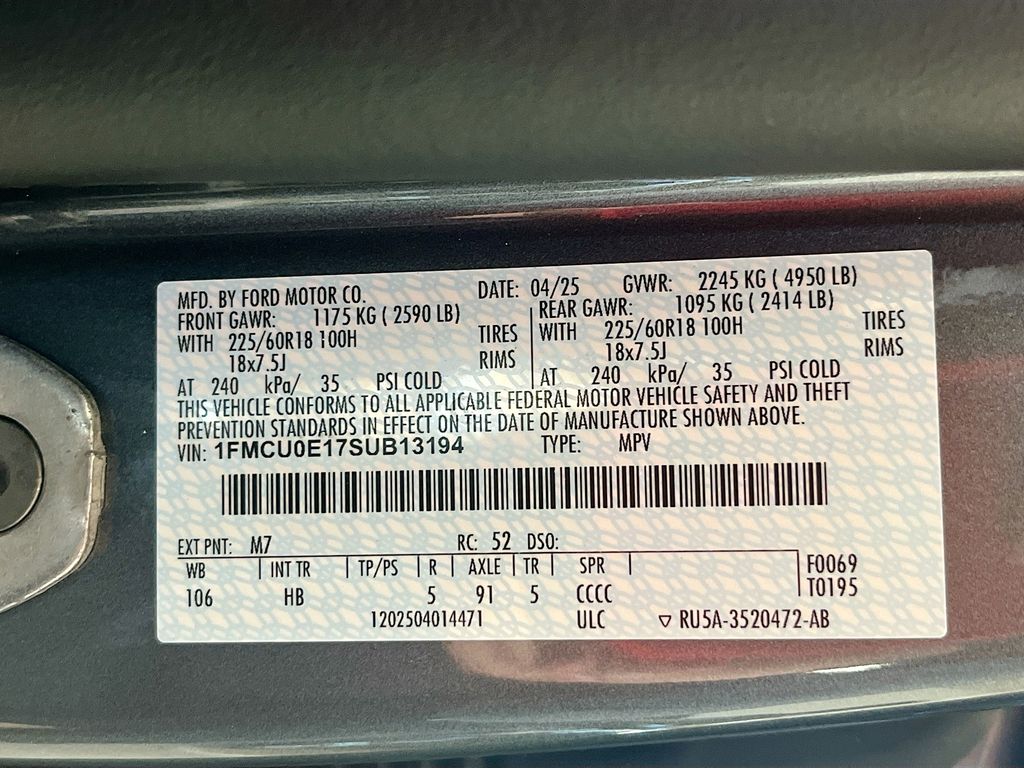 MFD. BY FORD MOTOR CO. DATE: 04/25 GVWR: 2245 KG ( 4950 LB)
FRONT GAWR: 1175 KG ( 2590 LB) REAR GAWR: 1095 KG ( 2414 LB)
WITH 225/60R18 100H TIRES WITH 225/60R18 100H TIRES
18x7.5J RIMS 18x7.5J RIMS
AT 240 kPa/ 35 PSI COLD AT 240 kPa/ 35 PSI COLD
THIS VEHICLE CONFORMS TO ALL APPLICABLE FEDERAL MOTOR VEHICLE SAFETY AND THEFT
PREVENTION STANDARDS IN EFFECT ON THE DATE OF MANUFACTURE SHOWN ABOVE.
VIN: 1FMCU0E17SUB13194 TYPE: MPV
EXT PNT: M7 RC: 52 DSO:
WB INT TR TP/PS R AXLE TR SPR F0069
106 HB 5 91 5 CCCC T0195
1202504014471 ULC ▽ RU5A-3520472-AB